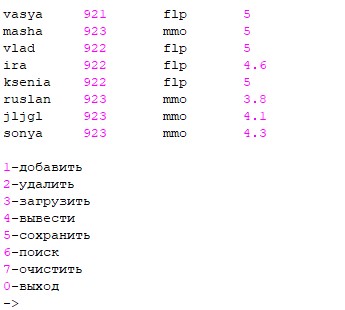 vasya 921 flp 5
masha 923 mmo 5
vlad 922 flp 5
ira 922 flp 4.6
ksenia 922 flp 5
ruslan 923 mmo 3.8
jljgl 923 mmo 4.1
sonya 923 mmo 4.3
1-добавить
2-удалить
3-загрузить
4-вывести
5-сохранить
6-поиск
7-очистить
0-выход
->